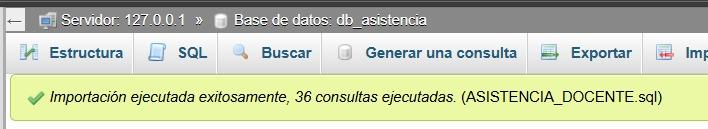 Servidor: 127.0.0.1 » Base de datos: db_asistencia
Estructura SQL Buscar Generar una consulta Exportar Imp
Importación ejecutada exitosamente, 36 consultas ejecutadas. (ASISTENCIA_DOCENTE.sql)